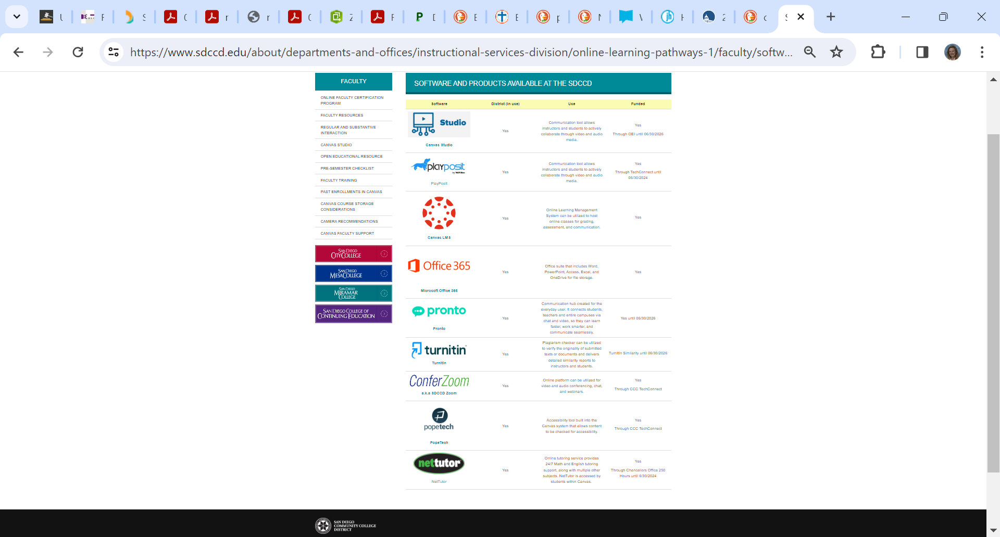 https://www.sdccd.edu/about/departments-and-offices/instructional-services-division/online-learning-pathways-1/faculty/softw...
FACULTY
ONLINE FACULTY CERTIFICATION
PROGRAM
FACULTY RESOURCES
REGULAR AND SUBSTANTIVE
INTERACTION
CANVAS STUDIO
OPEN EDUCATIONAL RESOURCE
PRE-SEMESTER CHECKLIST
FACULTY TRAINING
PAST ENROLLMENTS IN CANVAS
CANVAS COURSE STORAGE
CONSIDERATIONS
CAMERA RECOMMENDATIONS
CANVAS FACULTY SUPPORT
SAN DIEGO
CITY COLLEGE
SAN DIEGO
MESA COLLEGE
SAN DIEGO
MIRAMAR
COLLEGE
SAN DIEGO COLLEGE OF
CONTINUING EDUCATION
SOFTWARE AND PRODUCTS AVAILABLE AT THE SDCCD
Software District (in use) Use Funded
Studio
Canvas Studio
Yes
Communication tool allows
instructors and students to actively
collaborate through video and audio
media.
Yes
Through OEI until 06/30/2026
playposit
by WeVideo
PlayPosit
Yes
Communication tool allows
instructors and students to actively
collaborate through video and audio
media.
Yes
Through TechConnect until
06/30/2024
Canvas LMS
Yes
Online Learning Management
System can be utilized to host
online classes for grading,
assessment, and communication.
Yes
Office 365
Microsoft Office 365
Yes
Office suite that includes Word,
PowerPoint, Access, Excel, and
OneDrive for file storage.
Yes
pronto
Pronto
Yes
Communication hub created for the
everyday user. It connects students,
teachers and entire campuses via
chat and video, so they can learn
faster, work smarter, and
communicate seamlessly.
Yes until 06/30/2026
turnitin
Turnitin
Yes
Plagiarism checker can be utilized
to verify the originality of submitted
texts or documents and delivers
detailed similarity reports to
instructors and students.
Turnitin Similarity until 06/30/2026
ConferZoom
a.k.a SDCCD Zoom
Yes
Online platform can be utilized for
video and audio conferencing, chat,
and webinars.
Yes
Through CCC TechConnect
popetech
PopeTech
Yes
Accessibility tool built into the
Canvas system that allows content
to be checked for accessibility.
Yes
Through CCC TechConnect
nettutor
NetTutor
Yes
Online tutoring service provides
24/7 Math and English tutoring
support, along with multiple other
subjects. NetTutor is accessed by
students within Canvas.
Yes
Through Chancellors Office 250
Hours until 6/30/2024
SAN DIEGO
COMMUNITY COLLEGE
DISTRICT